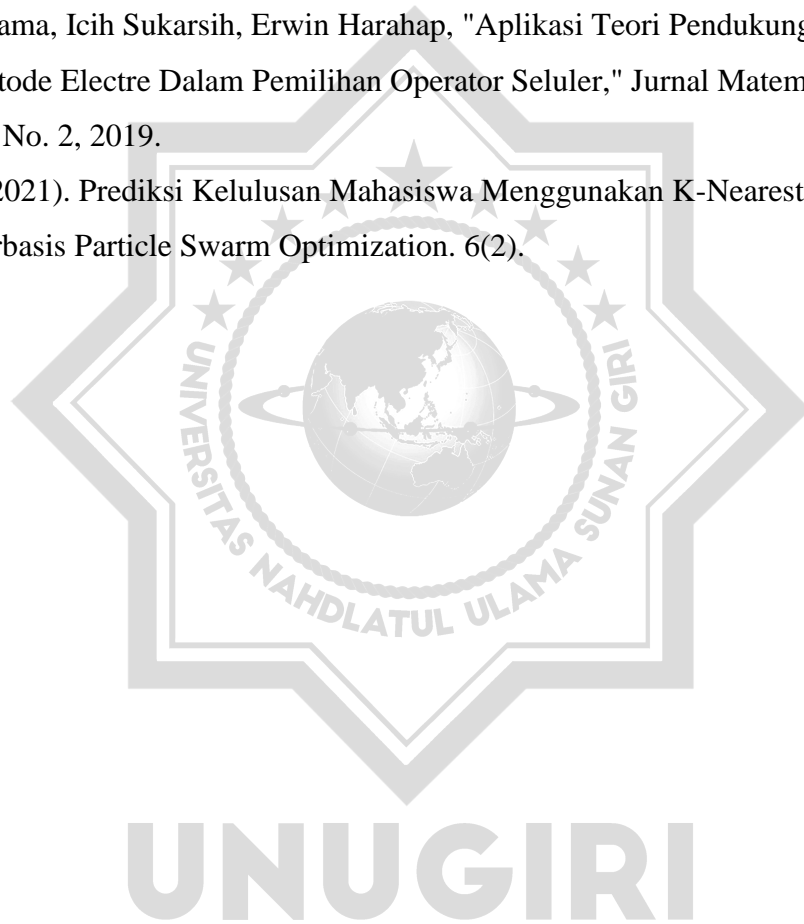 ama, Icih Sukarsih, Erwin Harahap, "Aplikasi Teori Pendukung
tode Electre Dalam Pemilihan Operator Seluler," Jurnal Matem
No. 2, 2019.
2021). Prediksi Kelulusan Mahasiswa Menggunakan K-Nearest
rbasis Particle Swarm Optimization. 6(2).
UNIVERSITAS NAHDLATUL ULAMA SUNAN GIRI
UNUGIRI